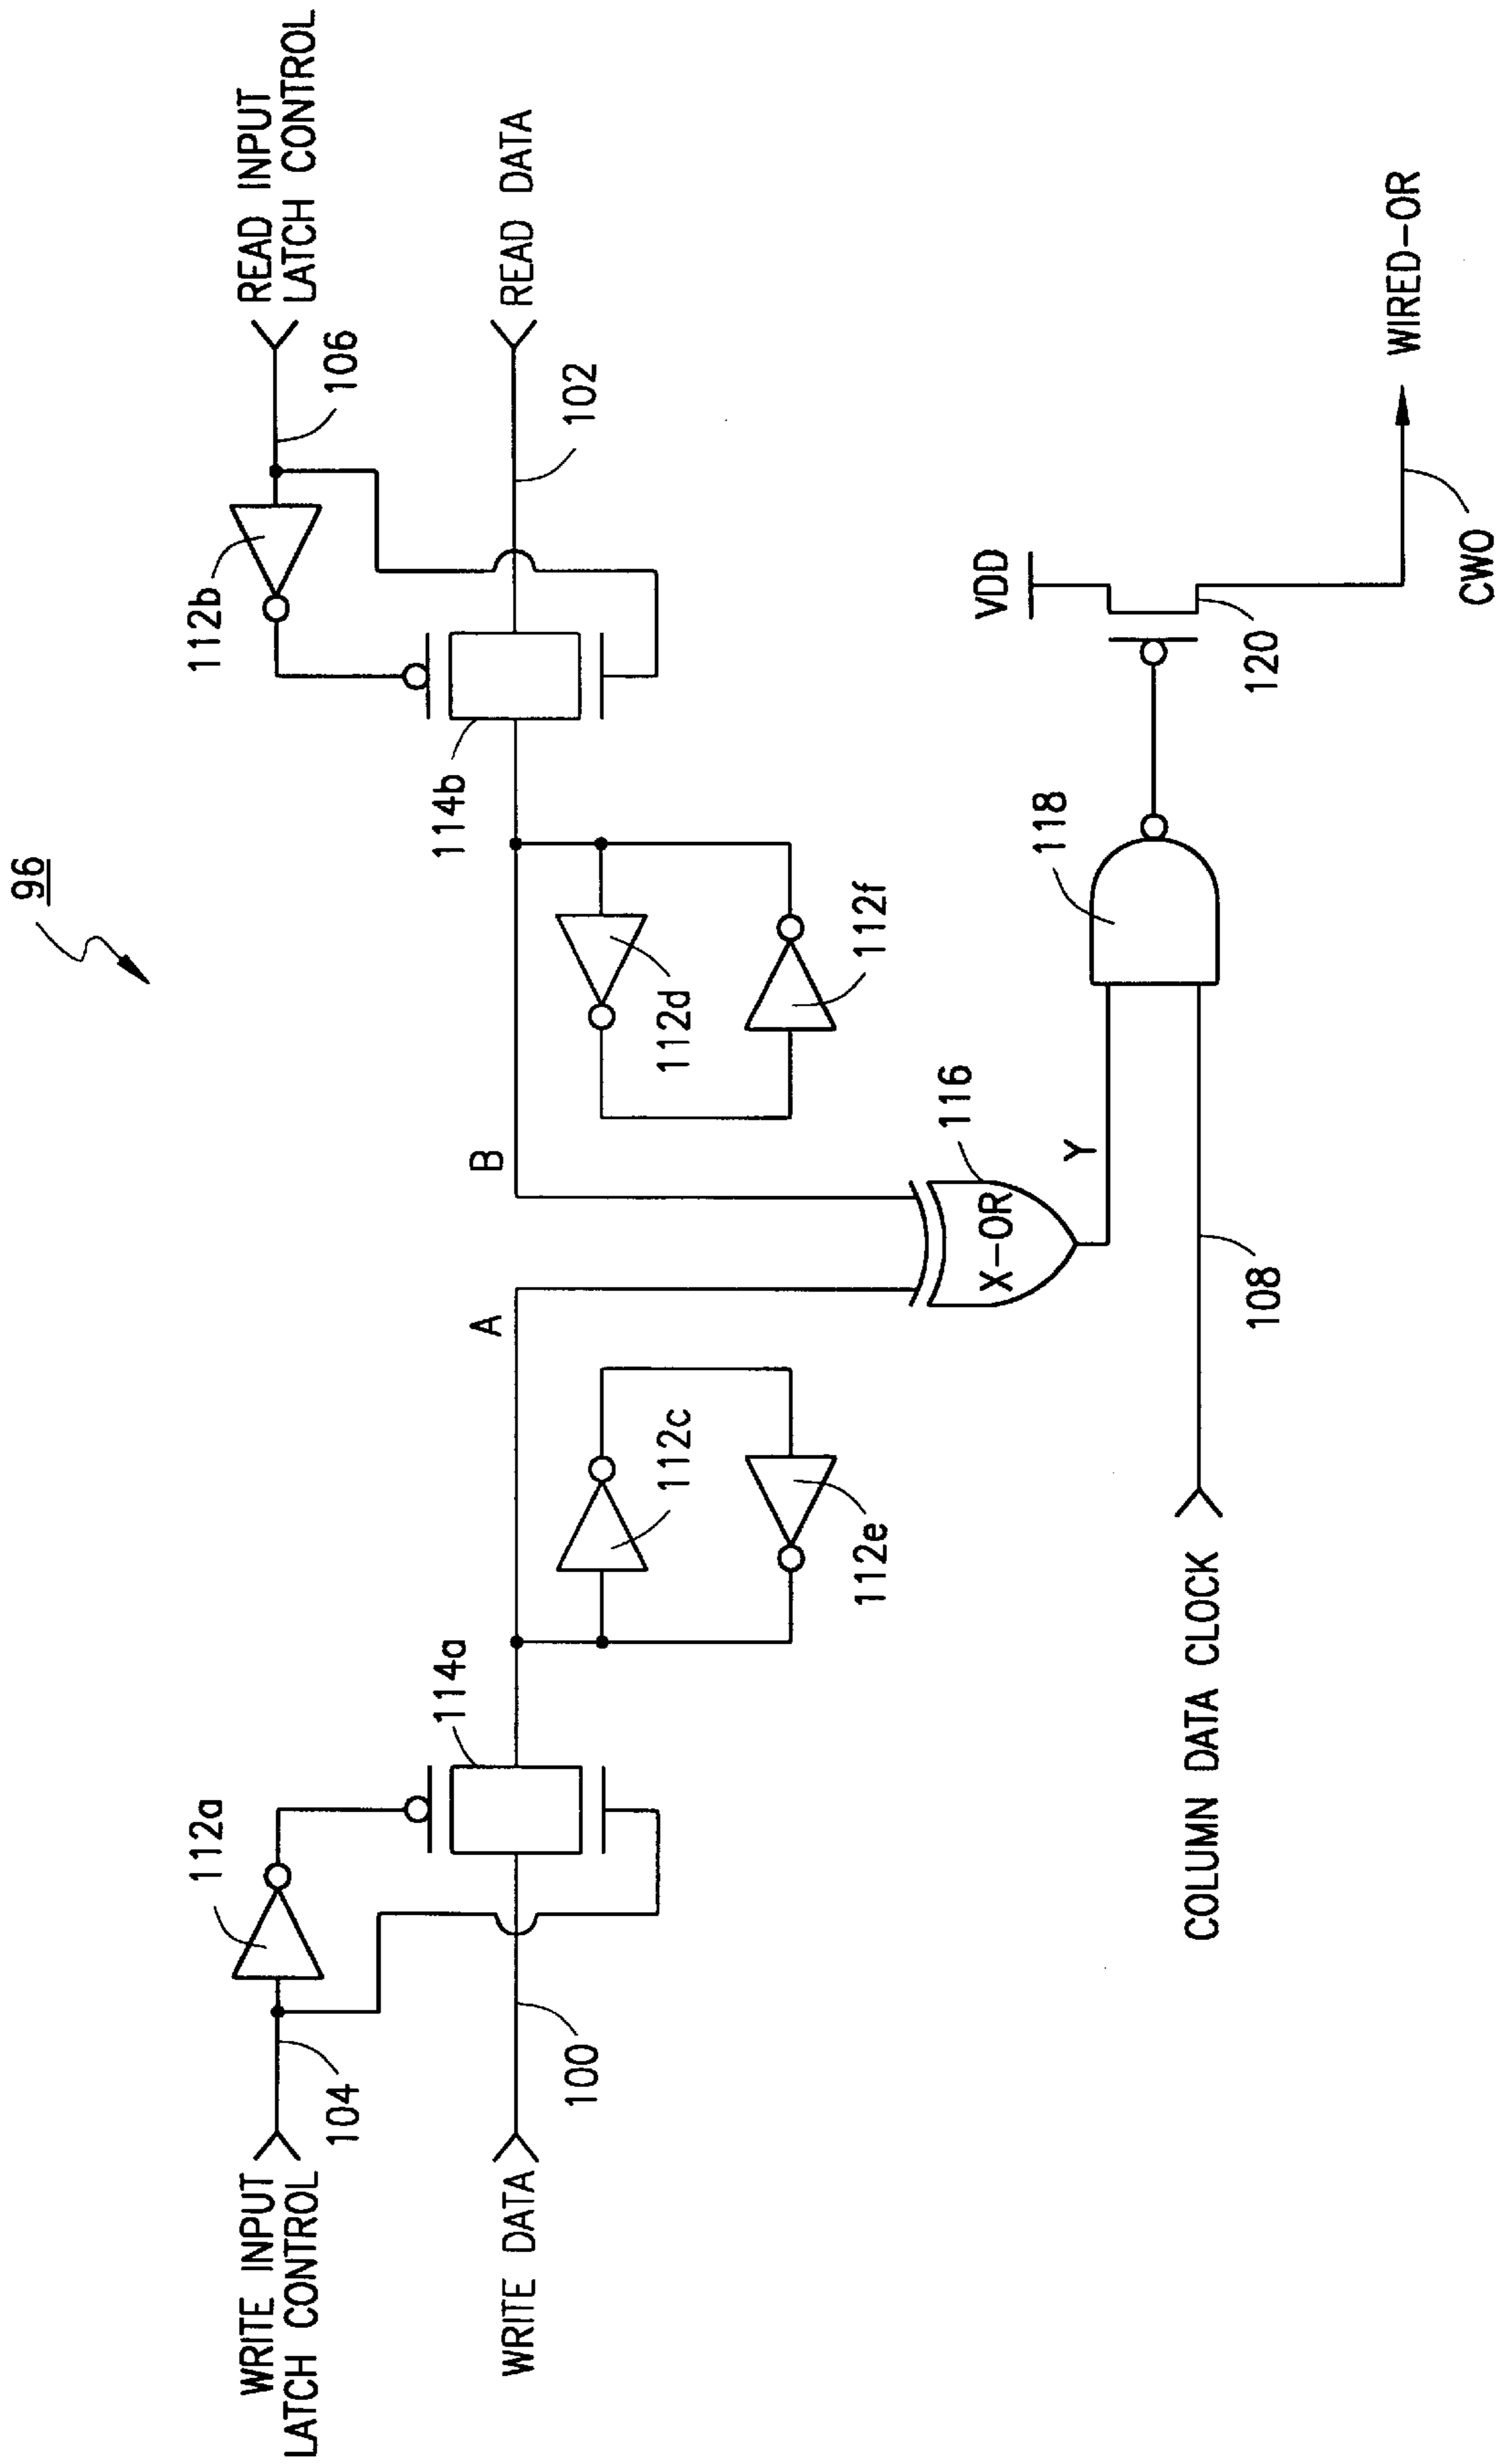 96
WRITE INPUT
LATCH CONTROL
104
112a
112b
106
READ INPUT
LATCH CONTROL
WRITE DATA
100
114a
A
B
114b
102
READ DATA
112c
112d
112e
112f
X-OR
116
Y
118
VDD
120
COLUMN DATA CLOCK
108
CWO
WIRED-OR